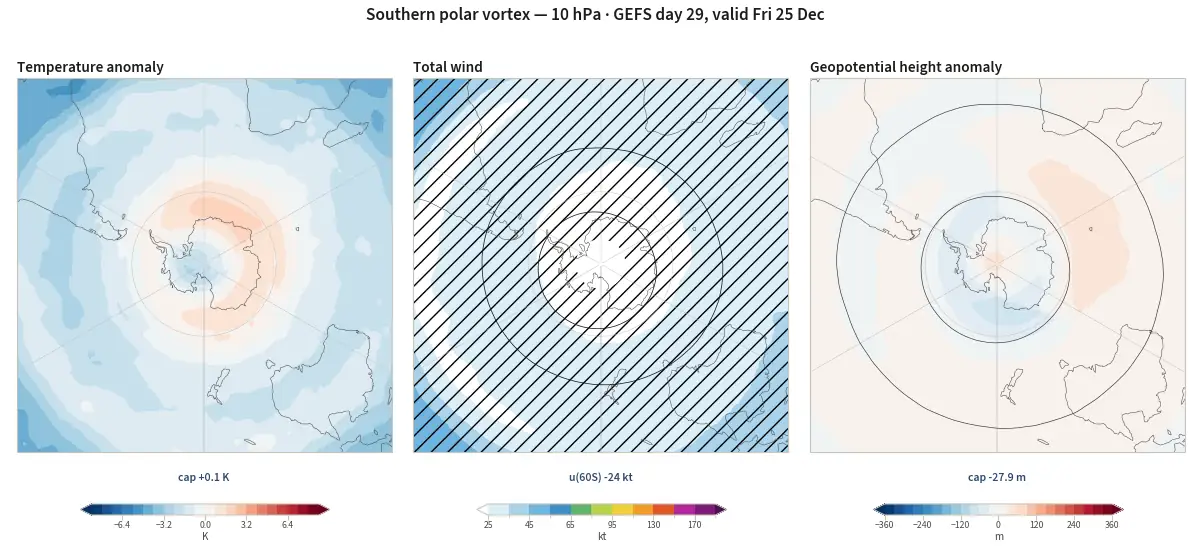 Southern polar vortex — 10 hPa · GEFS day 29, valid Fri 25 Dec
Temperature anomaly
Total wind
Geopotential height anomaly
cap +0.1 K
u(60S) -24 kt
cap -27.9 m
−6.4 −3.2 0.0 3.2 6.4
K
25 45 65 95 130 170
kt
−360 −240 −120 0 120 240 360
m